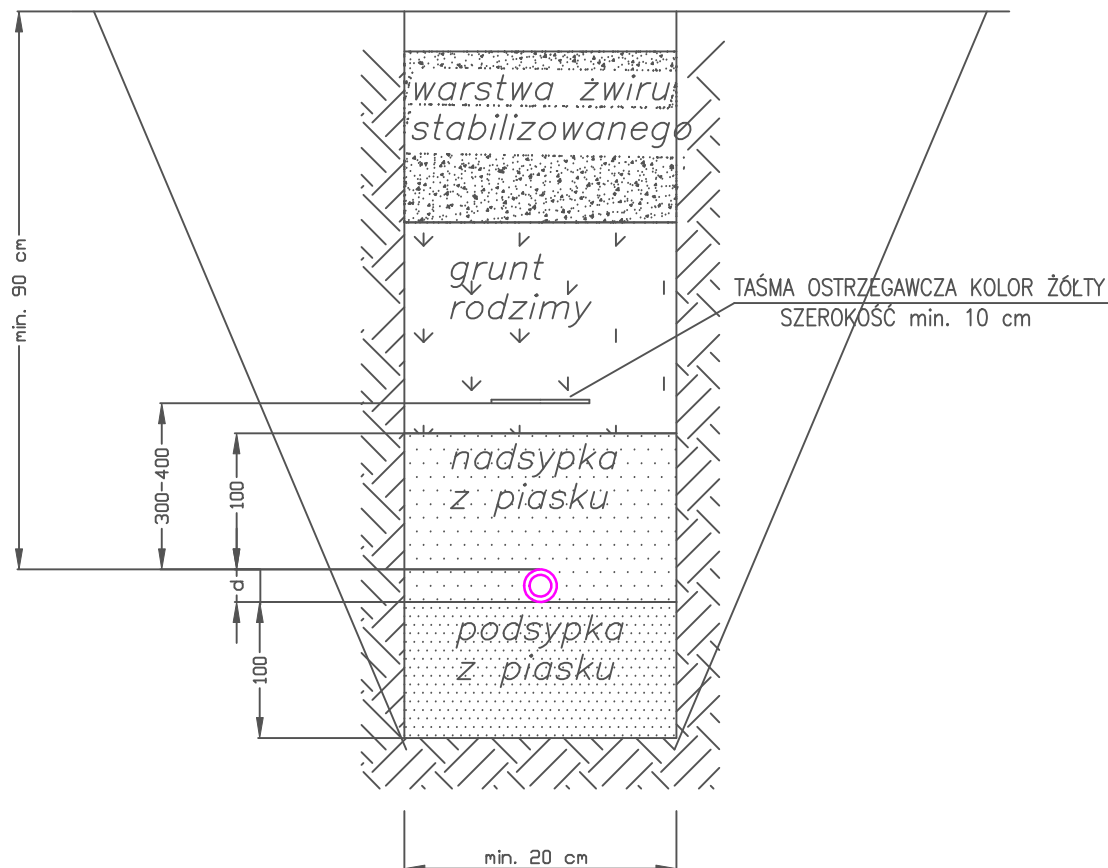 warstwa żwiru
stabilizowanego
grunt
rodzimy
TAŚMA OSTRZEGAWCZA KOLOR ŻÓŁTY
SZEROKOŚĆ min. 10 cm
min. 90 cm
300-400
100
nadsypka
z piasku
d
podsypka
z piasku
100
min. 20 cm